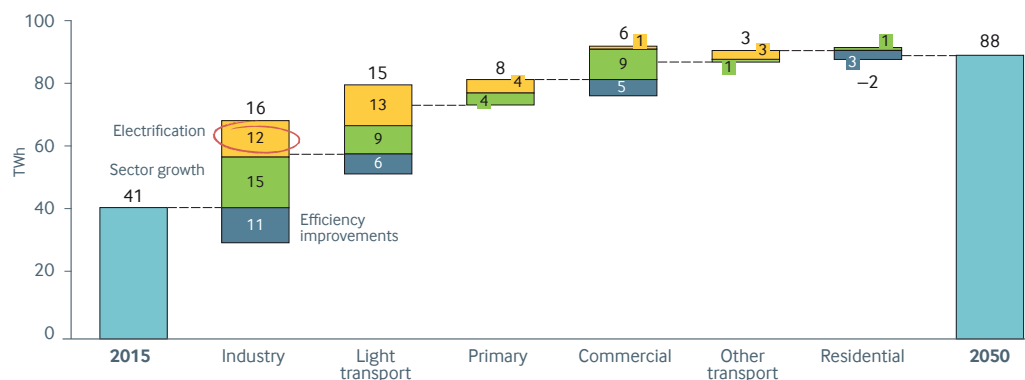 100
80
60
40
20
0
TWh
41
16
Electrification
12
Sector growth
15
11
Efficiency
improvements
15
13
9
6
8
4
4
6
1
9
5
3
3
1
1
3
–2
88
2015
Industry
Light
transport
Primary
Commercial
Other
transport
Residential
2050